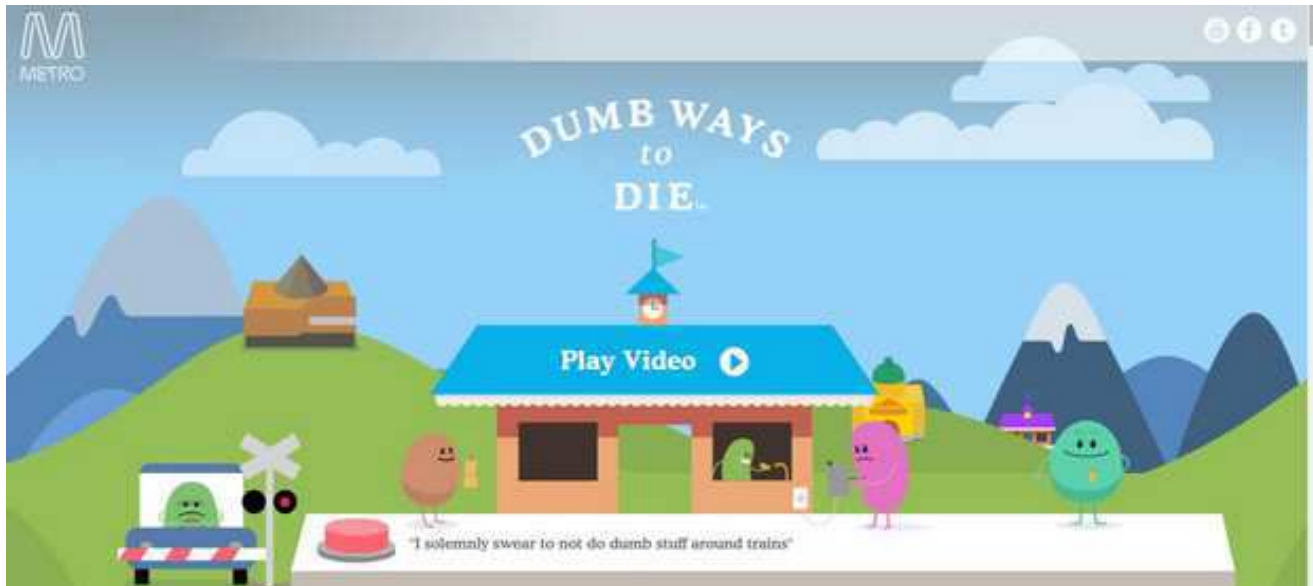 METRO
DUMB WAYS
to
DIE
Play Video
"I solemnly swear to not do dumb stuff around trains"